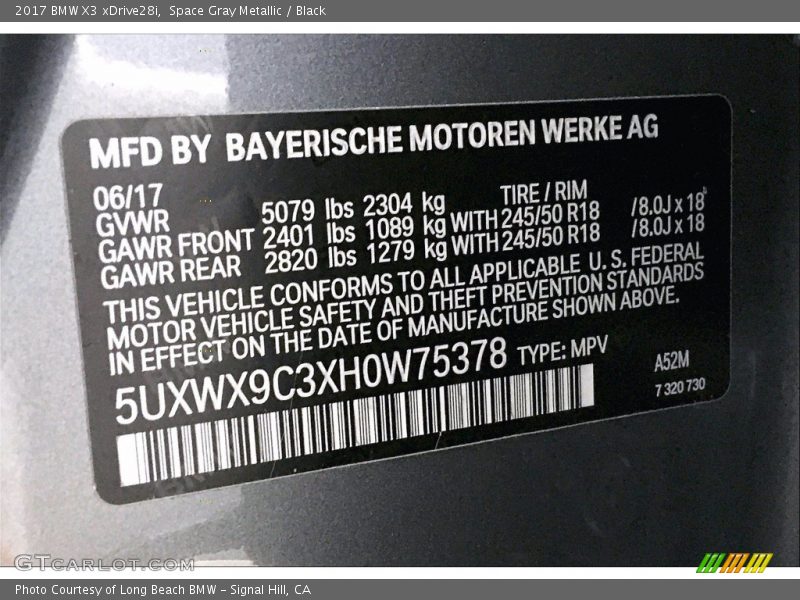 2017 BMW X3 xDrive28i,  Space Gray Metallic / Black
MFD BY BAYERISCHE MOTOREN WERKE AG
06/17 TIRE / RIM
GVWR 5079 lbs 2304 kg
GAWR FRONT 2401 lbs 1089 kg WITH 245/50 R18 /8.0J x 18
GAWR REAR 2820 lbs 1279 kg WITH 245/50 R18 /8.0J x 18
THIS VEHICLE CONFORMS TO ALL APPLICABLE U.S. FEDERAL
MOTOR VEHICLE SAFETY AND THEFT PREVENTION STANDARDS
IN EFFECT ON THE DATE OF MANUFACTURE SHOWN ABOVE.
5UXWX9C3XH0W75378 TYPE: MPV
A52M
7 320 730
GTCARLOT.COM
Photo Courtesy of Long Beach BMW – Signal Hill, CA